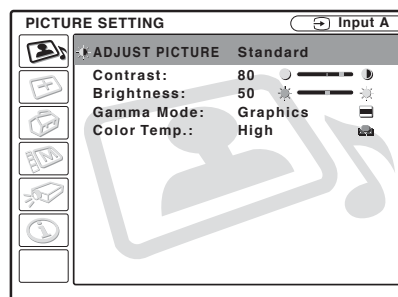 PICTURE SETTING Input A
ADJUST PICTURE Standard
Contrast: 80
Brightness: 50
Gamma Mode: Graphics
Color Temp.: High
M